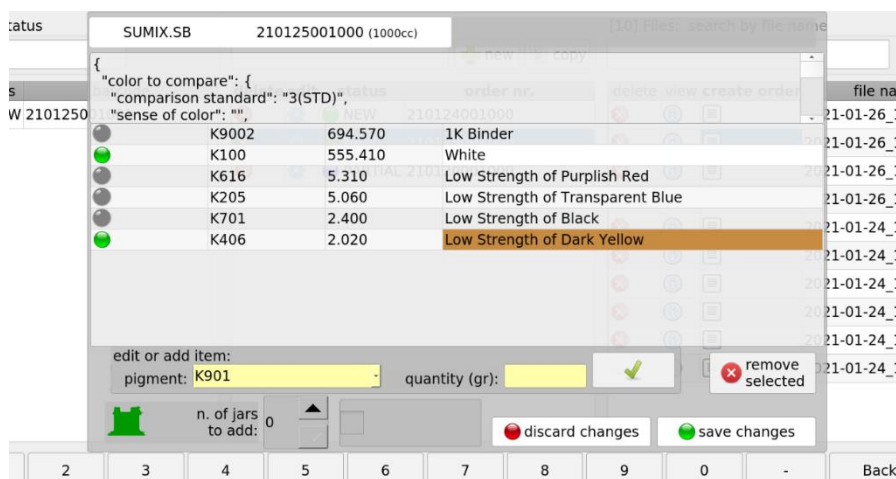 tatus
[10] Files: search by file name
SUMIX.SB 210125001000 (1000cc)
new copy
{
"color to compare": {
"comparison standard": "3(STD)",
"sense of color": "",
edit status order nr. delete view create order file na
W 2101250 NEW 210124001000 21-01-26_1
K9002 694.570 1K Binder
K100 555.410 White
K616 5.310 Low Strength of Purplish Red
K205 5.060 Low Strength of Transparent Blue
K701 2.400 Low Strength of Black
K406 2.020 Low Strength of Dark Yellow
21-01-26_
21-01-26_
21-01-26_
21-01-24_
21-01-24_
21-01-24_
21-01-24_
21-01-24_
2021-01-24_
edit or add item:
pigment: K901 quantity (gr): remove selected
n. of jars to add: 0
discard changes save changes
2 3 4 5 6 7 8 9 0 - Back